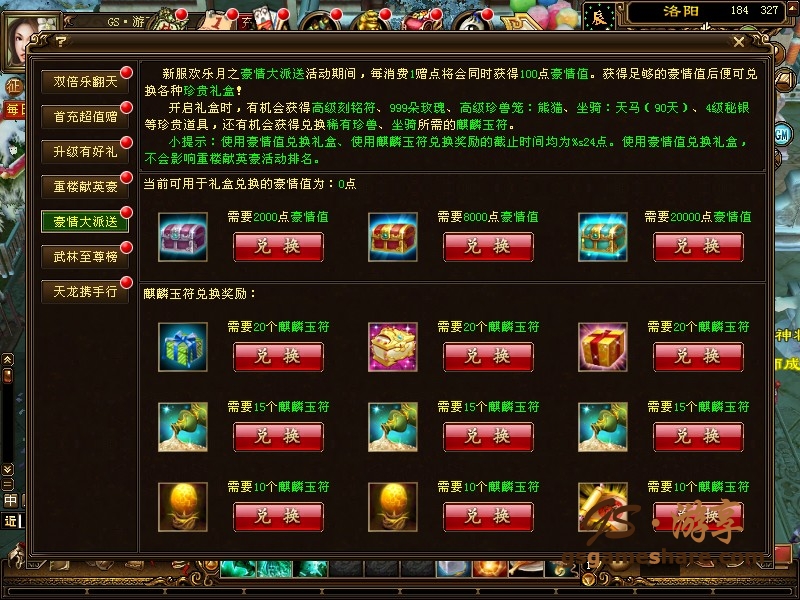 GS·游
洛阳
184 327
辰
?
征
每日
GM
双倍乐翻天
首充超值赠
升级有好礼
重楼献英豪
豪情大派送
武林至尊榜
天龙携手行
新服欢乐月之豪情大派送活动期间，每消费1赠点将会同时获得100点豪情值。获得足够的豪情值后便可兑
换各种珍贵礼盒！
开启礼盒时，有机会获得高级刻铭符、999朵玫瑰、高级珍兽笼：熊猫、坐骑：天马（90天）、4级秘银
等珍贵道具，还有机会获得兑换稀有珍兽、坐骑所需的麒麟玉符。
小提示：使用豪情值兑换礼盒、使用麒麟玉符兑换奖励的截止时间均为%s24点。使用豪情值兑换礼盒，
不会影响重楼献英豪活动排名。
当前可用于礼盒兑换的豪情值为：0点
需要2000点豪情值
需要8000点豪情值
需要20000点豪情值
兑 换
兑 换
兑 换
麒麟玉符兑换奖励：
需要20个麒麟玉符
需要20个麒麟玉符
需要20个麒麟玉符
兑 换
兑 换
兑 换
需要15个麒麟玉符
需要15个麒麟玉符
需要15个麒麟玉符
兑 换
兑 换
兑 换
需要10个麒麟玉符
需要10个麒麟玉符
需要10个麒麟玉符
兑 换
兑 换
兑 换
神将
而成
近
GS·游享